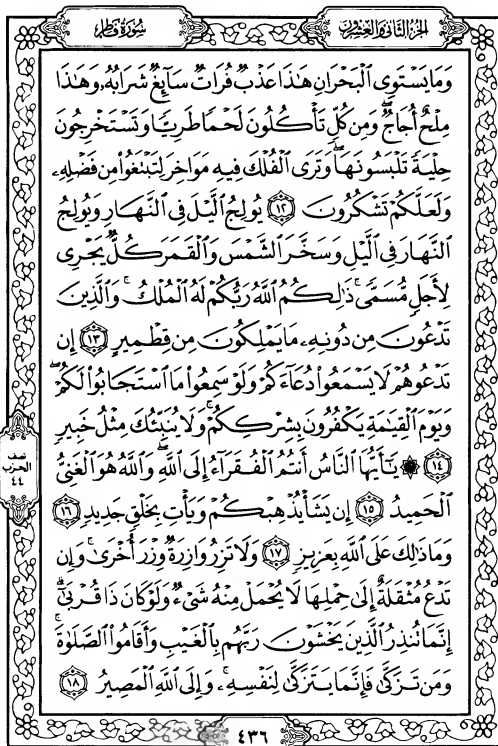 الجزء الثاني والعشرون
سورة فاطر
وَمَا يَسْتَوِي الْبَحْرَانِ هَٰذَا عَذْبٌ فُرَاتٌ سَائِغٌ شَرَابُهُ وَهَٰذَا
مِلْحٌ أُجَاجٌ ۖ وَمِن كُلٍّ تَأْكُلُونَ لَحْمًا طَرِيًّا وَتَسْتَخْرِجُونَ
حِلْيَةً تَلْبَسُونَهَا ۖ وَتَرَى الْفُلْكَ فِيهِ مَوَاخِرَ لِتَبْتَغُوا مِن فَضْلِهِ
وَلَعَلَّكُمْ تَشْكُرُونَ ١٢ يُولِجُ اللَّيْلَ فِي النَّهَارِ وَيُولِجُ
النَّهَارَ فِي اللَّيْلِ وَسَخَّرَ الشَّمْسَ وَالْقَمَرَ كُلٌّ يَجْرِي
لِأَجَلٍ مُّسَمًّى ۚ ذَٰلِكُمُ اللَّهُ رَبُّكُمْ لَهُ الْمُلْكُ ۚ وَالَّذِينَ
تَدْعُونَ مِن دُونِهِ مَا يَمْلِكُونَ مِن قِطْمِيرٍ ١٣ إِن
تَدْعُوهُمْ لَا يَسْمَعُوا دُعَاءَكُمْ وَلَوْ سَمِعُوا مَا اسْتَجَابُوا لَكُمْ ۖ
وَيَوْمَ الْقِيَامَةِ يَكْفُرُونَ بِشِرْكِكُمْ ۚ وَلَا يُنَبِّئُكَ مِثْلُ خَبِيرٍ
١٤ ۞ يَا أَيُّهَا النَّاسُ أَنتُمُ الْفُقَرَاءُ إِلَى اللَّهِ ۖ وَاللَّهُ هُوَ الْغَنِيُّ
الْحَمِيدُ ١٥ إِن يَشَأْ يُذْهِبْكُمْ وَيَأْتِ بِخَلْقٍ جَدِيدٍ ١٦
وَمَا ذَٰلِكَ عَلَى اللَّهِ بِعَزِيزٍ ١٧ وَلَا تَزِرُ وَازِرَةٌ وِزْرَ أُخْرَىٰ ۚ وَإِن
تَدْعُ مُثْقَلَةٌ إِلَىٰ حِمْلِهَا لَا يُحْمَلْ مِنْهُ شَيْءٌ وَلَوْ كَانَ ذَا قُرْبَىٰ ۗ
إِنَّمَا تُنذِرُ الَّذِينَ يَخْشَوْنَ رَبَّهُم بِالْغَيْبِ وَأَقَامُوا الصَّلَاةَ ۚ
وَمَن تَزَكَّىٰ فَإِنَّمَا يَتَزَكَّىٰ لِنَفْسِهِ ۚ وَإِلَى اللَّهِ الْمَصِيرُ ١٨
نصف
الحزب
٤٤
٤٣٦